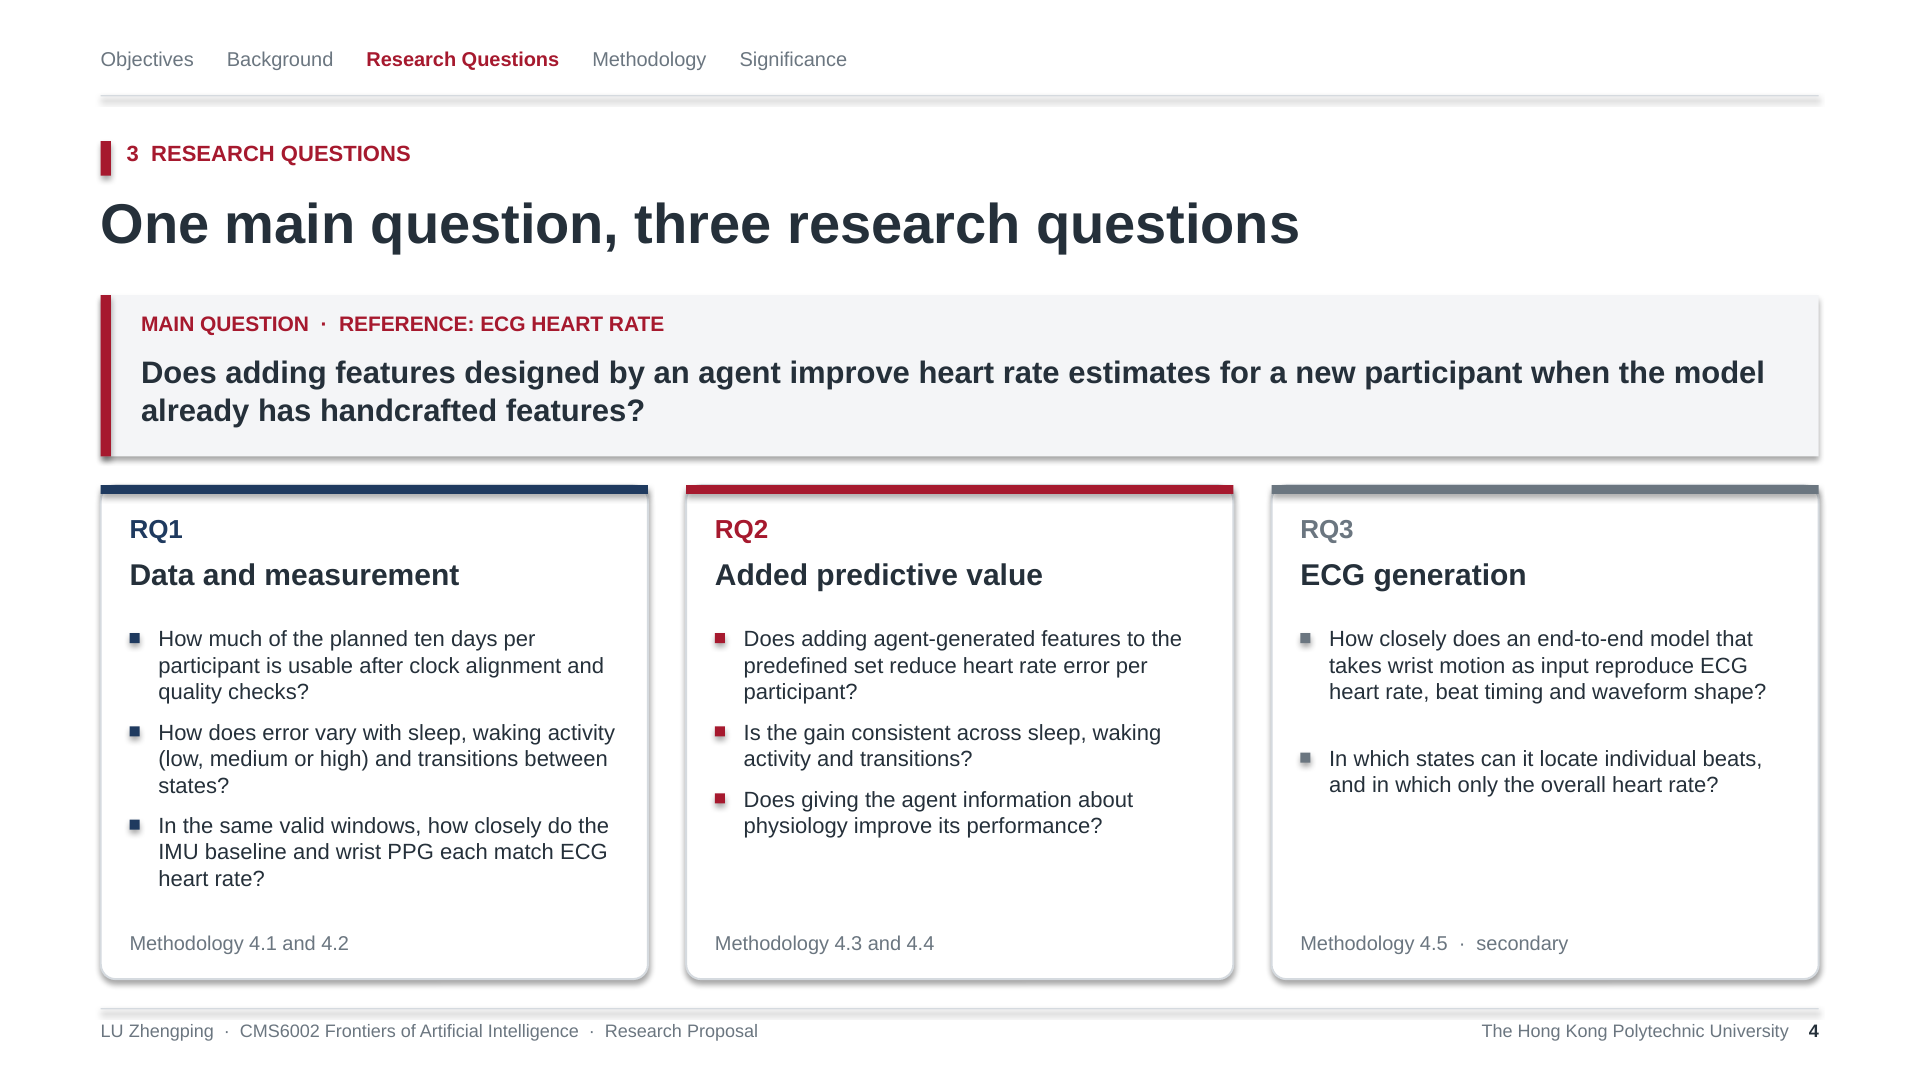 Objectives Background Research Questions Methodology Significance
3 RESEARCH QUESTIONS
One main question, three research questions
MAIN QUESTION · REFERENCE: ECG HEART RATE
Does adding features designed by an agent improve heart rate estimates for a new participant when the model
already has handcrafted features?
RQ1
Data and measurement
How much of the planned ten days per
participant is usable after clock alignment and
quality checks?
How does error vary with sleep, waking activity
(low, medium or high) and transitions between
states?
In the same valid windows, how closely do the
IMU baseline and wrist PPG each match ECG
heart rate?
Methodology 4.1 and 4.2
RQ2
Added predictive value
Does adding agent-generated features to the
predefined set reduce heart rate error per
participant?
Is the gain consistent across sleep, waking
activity and transitions?
Does giving the agent information about
physiology improve its performance?
Methodology 4.3 and 4.4
RQ3
ECG generation
How closely does an end-to-end model that
takes wrist motion as input reproduce ECG
heart rate, beat timing and waveform shape?
In which states can it locate individual beats,
and in which only the overall heart rate?
Methodology 4.5 · secondary
LU Zhengping · CMS6002 Frontiers of Artificial Intelligence · Research Proposal
The Hong Kong Polytechnic University 4